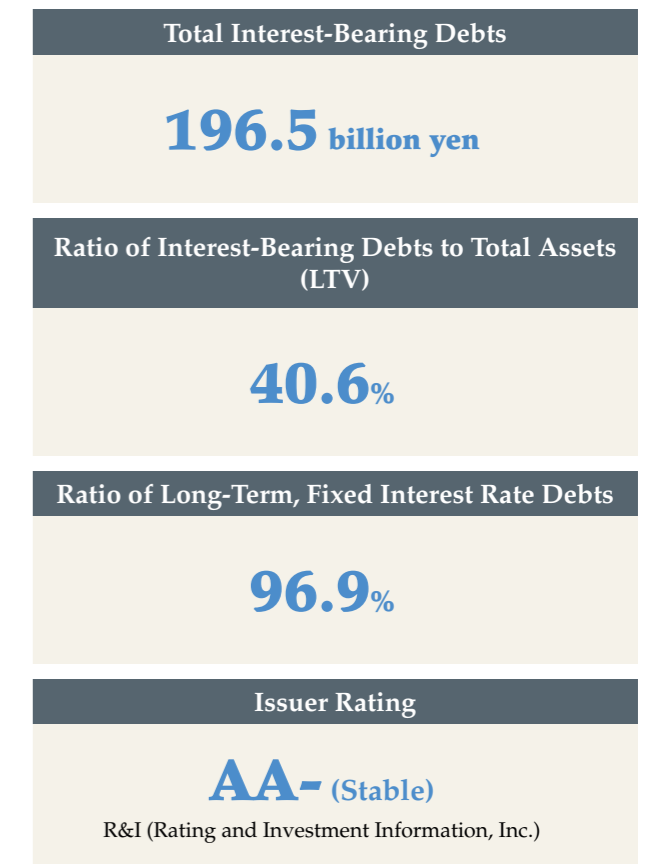 Total Interest-Bearing Debts
196.5 billion yen
Ratio of Interest-Bearing Debts to Total Assets
(LTV)
40.6%
Ratio of Long-Term, Fixed Interest Rate Debts
96.9%
Issuer Rating
AA- (Stable)
R&I (Rating and Investment Information, Inc.)